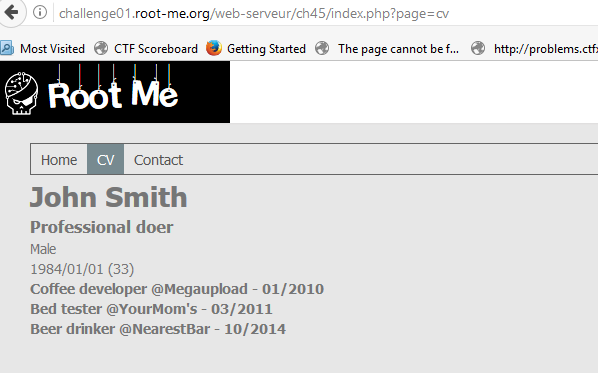 challenge01.root-me.org/web-serveur/ch45/index.php?page=cv
Most Visited CTF Scoreboard Getting Started The page cannot be f... http://problems.ctfx
Root Me
Home CV Contact
John Smith
Professional doer
Male
1984/01/01 (33)
Coffee developer @Megaupload - 01/2010
Bed tester @YourMom's - 03/2011
Beer drinker @NearestBar - 10/2014